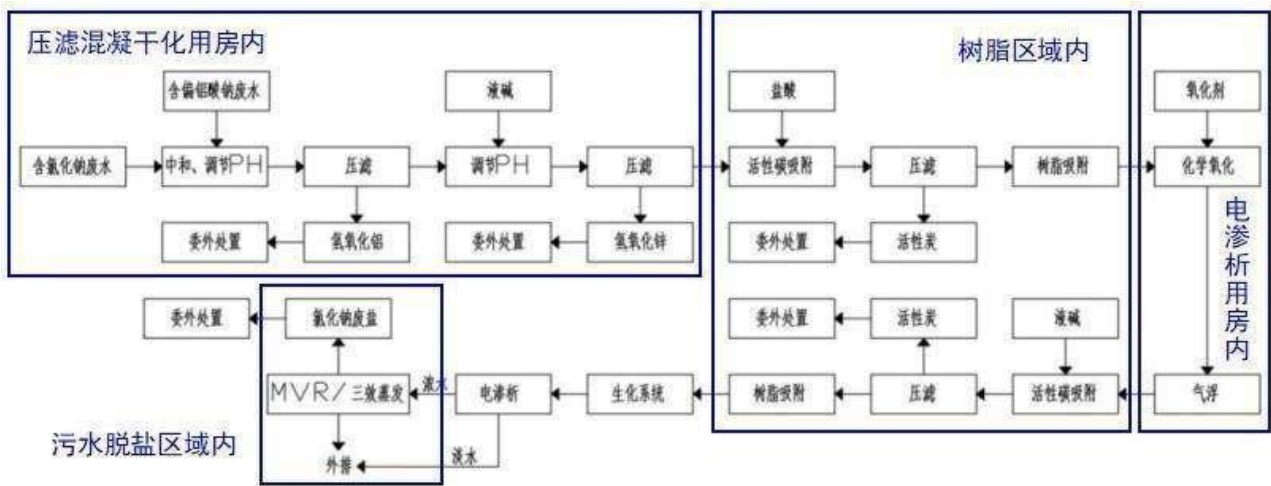 压滤混凝干化用房内
树脂区域内
含偏铝酸钠废水
液碱
盐酸
氧化剂
含氯化钠废水
中和、调节PH
压滤
调节PH
压滤
活性碳吸附
压滤
树脂吸附
化学氧化
委外处置
氢氧化铝
委外处置
氢氧化锌
委外处置
活性炭
电渗析用房内
委外处置
氯化钠废盐
委外处置
活性炭
液碱
MVR/三效蒸发
浓水
电渗析
生化系统
树脂吸附
压滤
活性碳吸附
气浮
污水脱盐区域内
外排
淡水